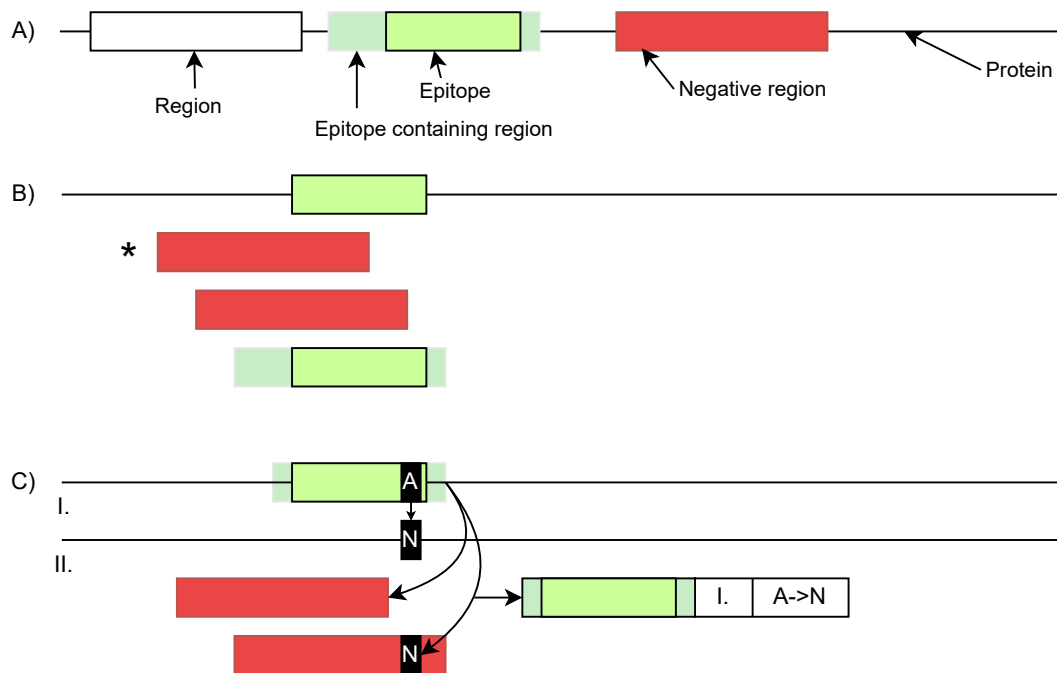 A)
Region
Epitope
Epitope containing region
Negative region
Protein
B)
*
C)
A
I.
N
II.
I. A->N
N